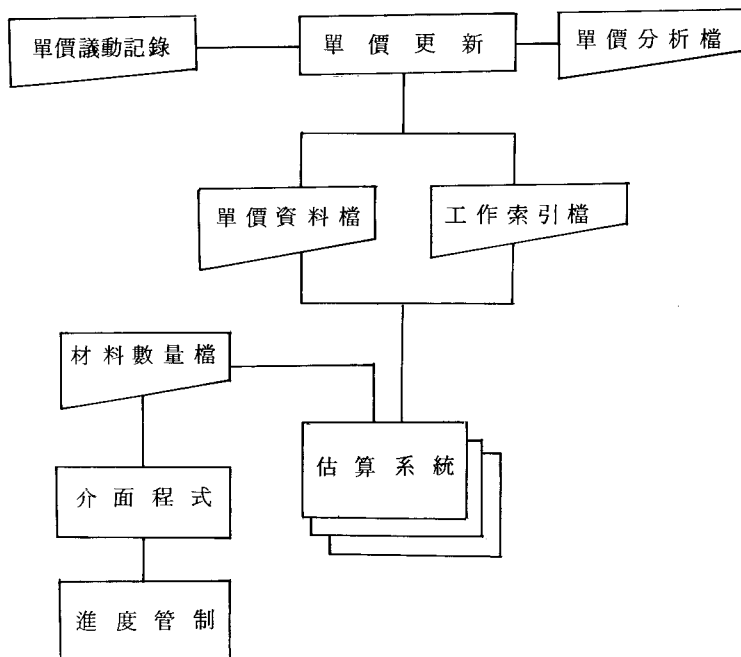 單價議動記錄
單價更新
單價分析檔
單價資料檔
工作索引檔
材料數量檔
估算系統
介面程式
進度管制